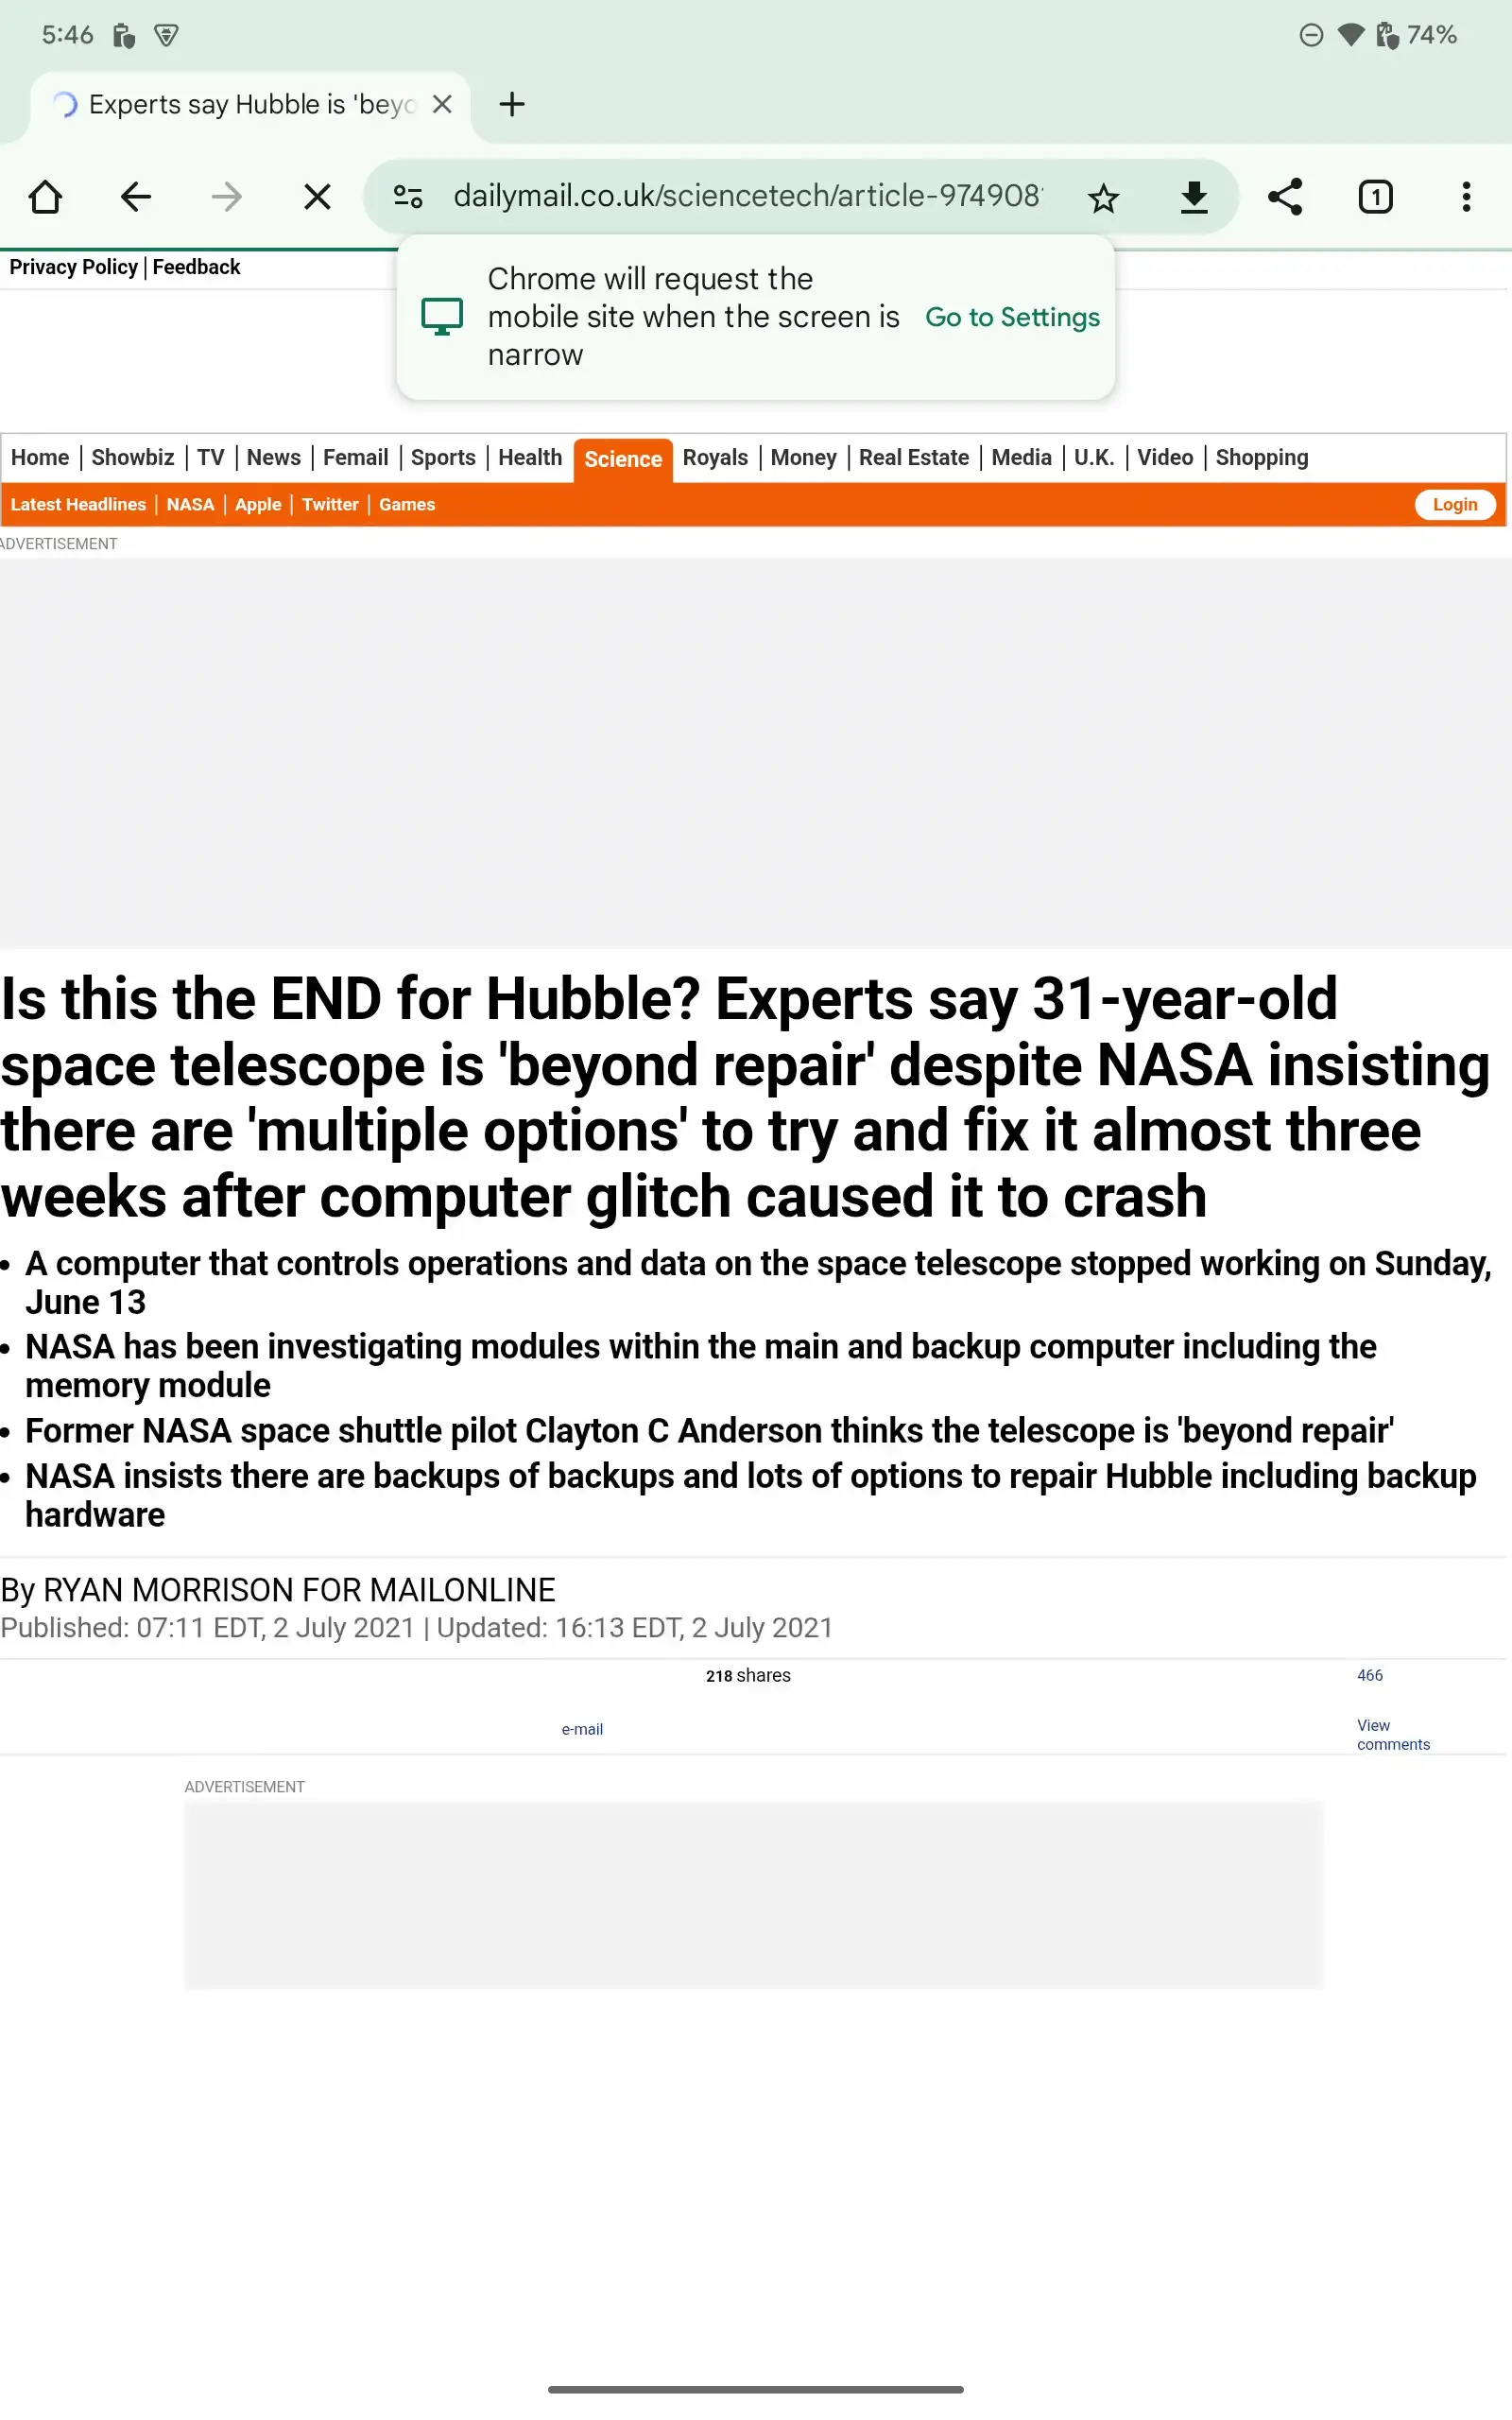 5:46
74%
Experts say Hubble is 'beyo
dailymail.co.uk/sciencetech/article-974908
1
Privacy Policy | Feedback
Chrome will request the
mobile site when the screen is
narrow
Go to Settings
Home | Showbiz | TV | News | Femail | Sports | Health Science Royals | Money | Real Estate | Media | U.K. | Video | Shopping
Latest Headlines | NASA | Apple | Twitter | Games
Login
ADVERTISEMENT
Is this the END for Hubble? Experts say 31-year-old
space telescope is 'beyond repair' despite NASA insisting
there are 'multiple options' to try and fix it almost three
weeks after computer glitch caused it to crash
• A computer that controls operations and data on the space telescope stopped working on Sunday,
June 13
• NASA has been investigating modules within the main and backup computer including the
memory module
• Former NASA space shuttle pilot Clayton C Anderson thinks the telescope is 'beyond repair'
• NASA insists there are backups of backups and lots of options to repair Hubble including backup
hardware
By RYAN MORRISON FOR MAILONLINE
Published: 07:11 EDT, 2 July 2021 | Updated: 16:13 EDT, 2 July 2021
218 shares
466
e-mail
View
comments
ADVERTISEMENT